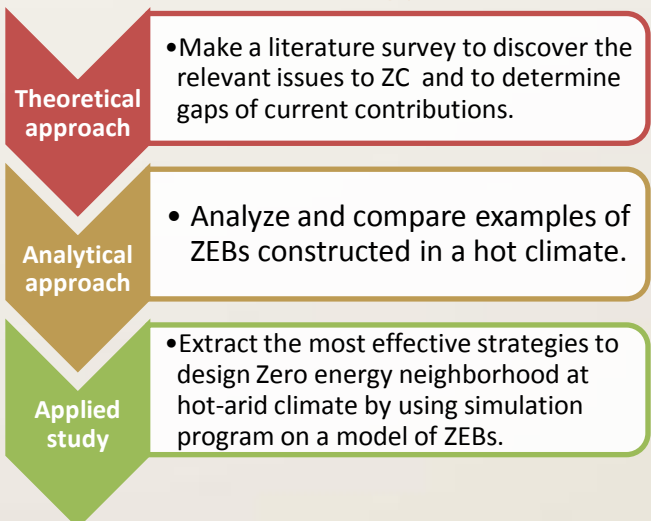 Theoretical
approach
•Make a literature survey to discover the
relevant issues to ZC and to determine
gaps of current contributions.
Analytical
approach
• Analyze and compare examples of
ZEBs constructed in a hot climate.
Applied
study
•Extract the most effective strategies to
design Zero energy neighborhood at
hot-arid climate by using simulation
program on a model of ZEBs.